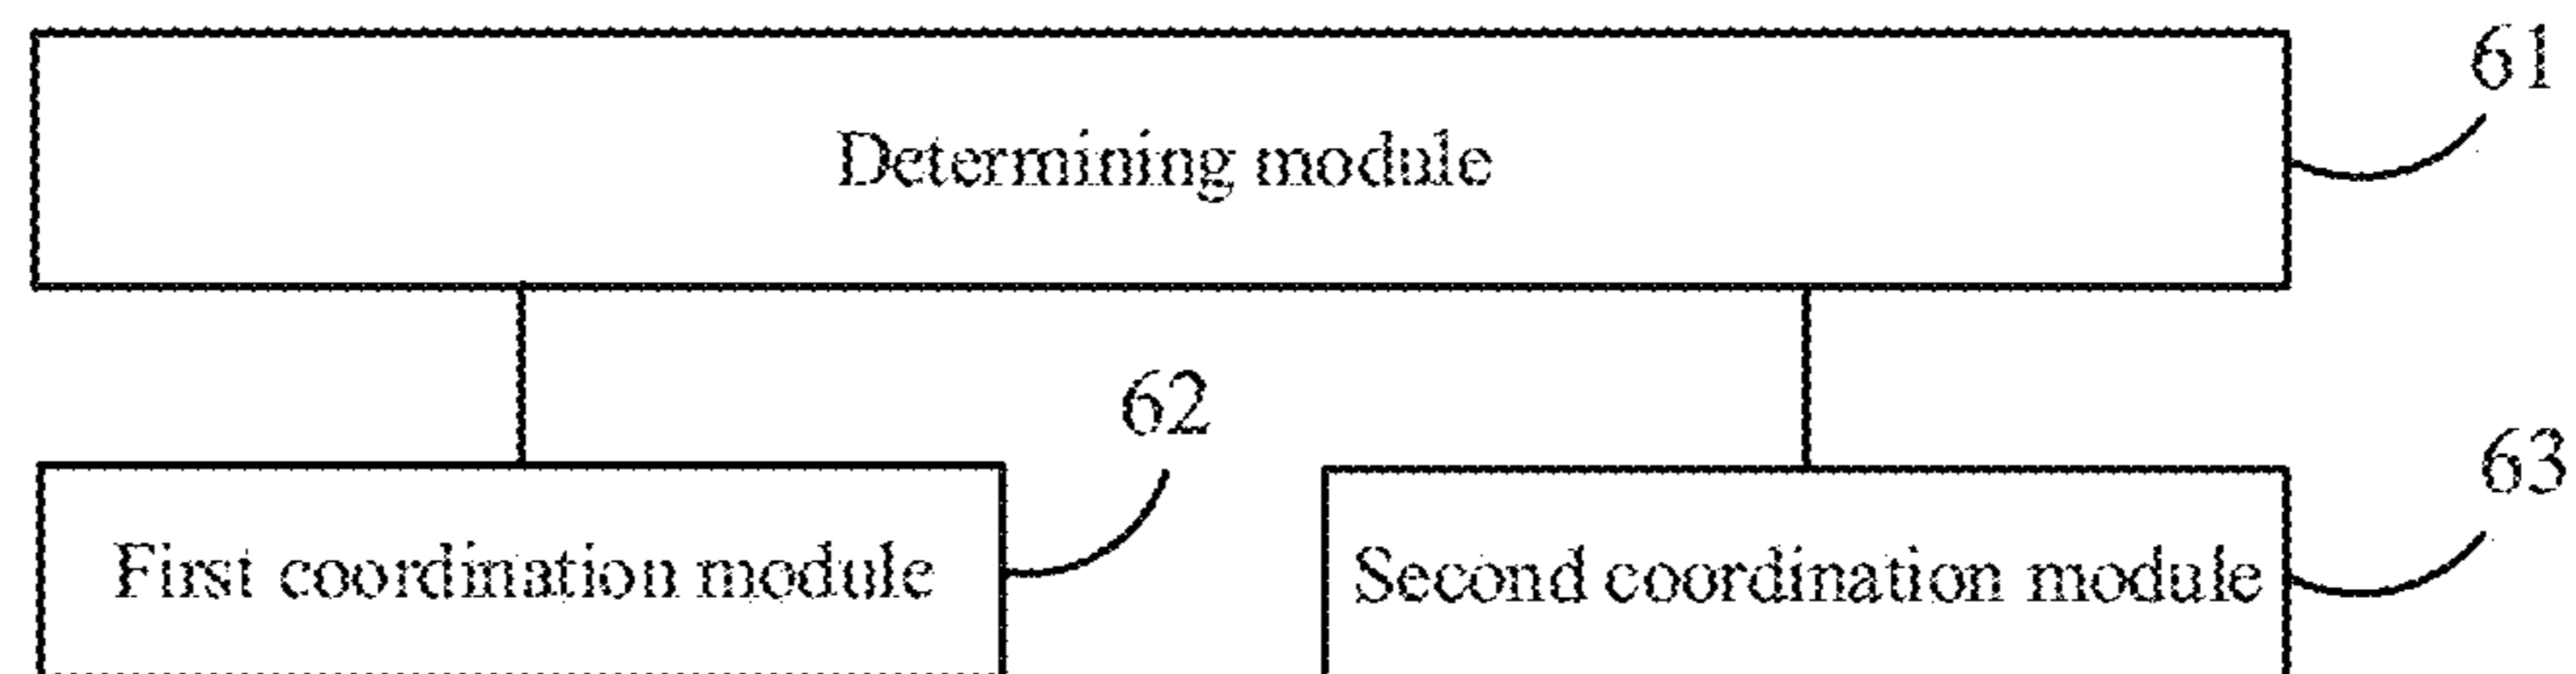 61
Determining module
62
63
First coordination module
Second coordination module